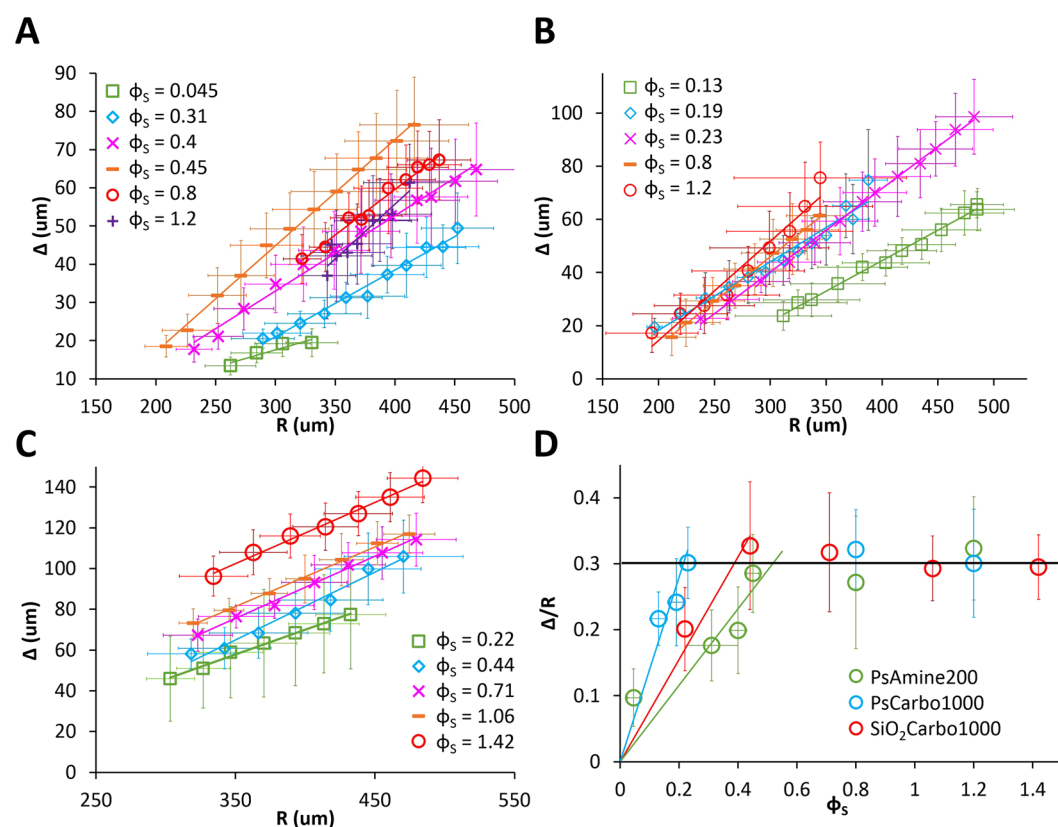 A
Δ (um)
90
80
70
60
50
40
30
20
10
ϕS = 0.045
ϕS = 0.31
ϕS = 0.4
ϕS = 0.45
ϕS = 0.8
ϕS = 1.2
150 200 250 300 350 400 450 500
R (um)
B
Δ (um)
100
80
60
40
20
0
ϕS = 0.13
ϕS = 0.19
ϕS = 0.23
ϕS = 0.8
ϕS = 1.2
150 200 250 300 350 400 450 500
R (um)
C
Δ (um)
140
120
100
80
60
40
20
0
ϕS = 0.22
ϕS = 0.44
ϕS = 0.71
ϕS = 1.06
ϕS = 1.42
250 350 450 550
R (um)
D
Δ/R
0.4
0.3
0.2
0.1
0
PsAmine200
PsCarbo1000
SiO₂Carbo1000
0 0.2 0.4 0.6 0.8 1.0 1.2 1.4
ϕS